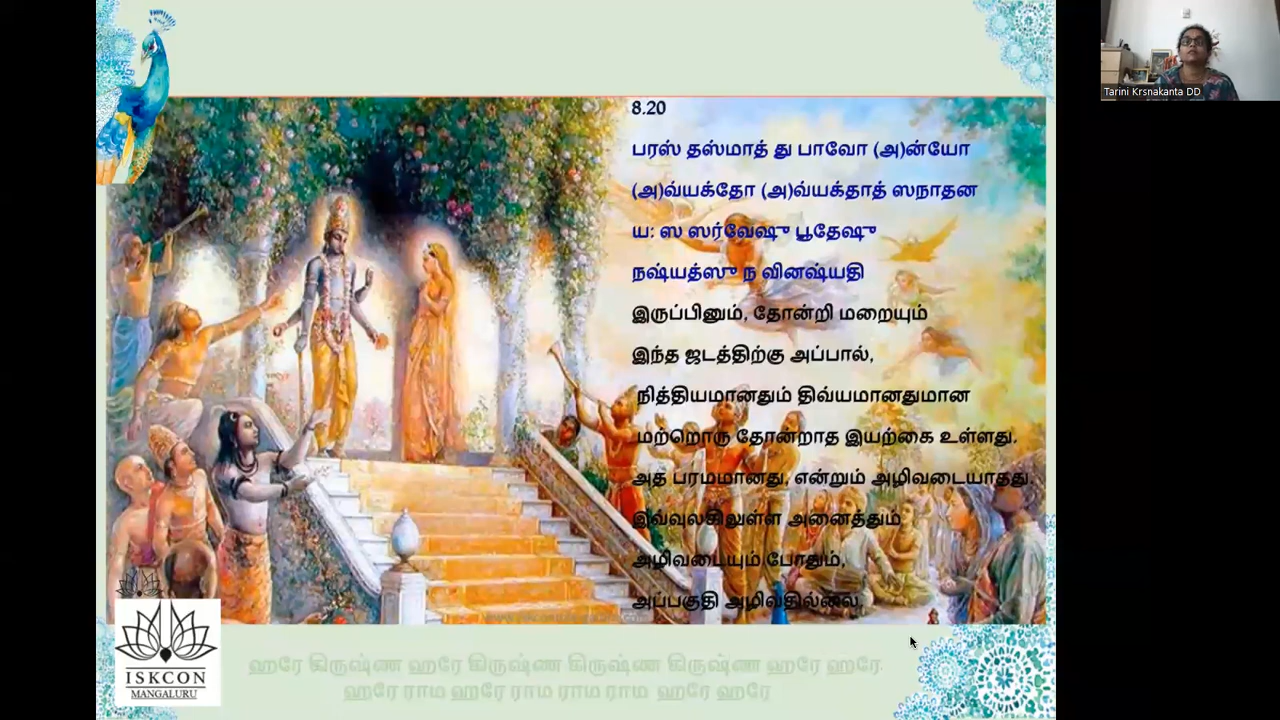 8.20
பரஸ் தஸ்மாத் து பாவோ (அ)ன்யோ
(அ)வ்யக்தோ (அ)வ்யக்தாத் ஸநாதன
ய: ஸ ஸர்வேஷு பூதேஷு
நஷ்யத்ஸு ந வினஷ்யதி
இருப்பினும், தோன்றி மறையும்
இந்த ஜடத்திற்கு அப்பால்,
நித்தியமானதும் திவ்யமானதுமான
மற்றொரு தோன்றாத இயற்கை உள்ளது.
அது பரமமானது, என்றும் அழிவடையாதது.
இவ்வுலகிலுள்ள அனைத்தும்
அழிவடையும் போதும்,
அப்பகுதி அழிவதில்லை.
ஹரே கிருஷ்ண ஹரே கிருஷ்ண கிருஷ்ண கிருஷ்ண ஹரே ஹரே
ஹரே ராம ஹரே ராம ராம ராம ஹரே ஹரே
ISKCON
MANGALURU
Tarini Krsnakanta DD